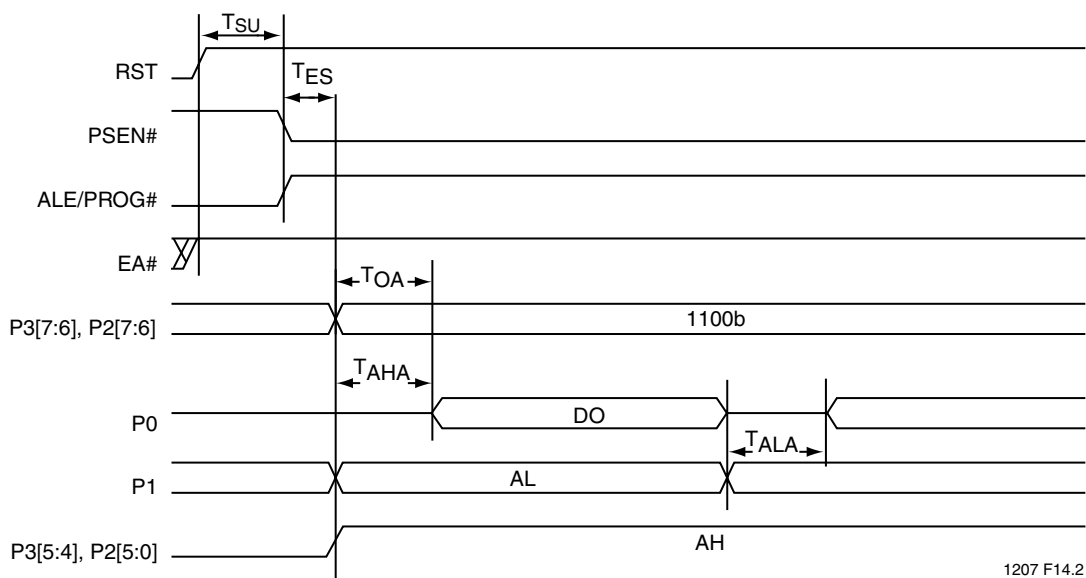 TSU
RST
TES
PSEN#
ALE/PROG#
EA#
TOA
P3[7:6], P2[7:6]
1100b
TAHA
P0
DO
TALA
P1
AL
P3[5:4], P2[5:0]
AH
1207 F14.2